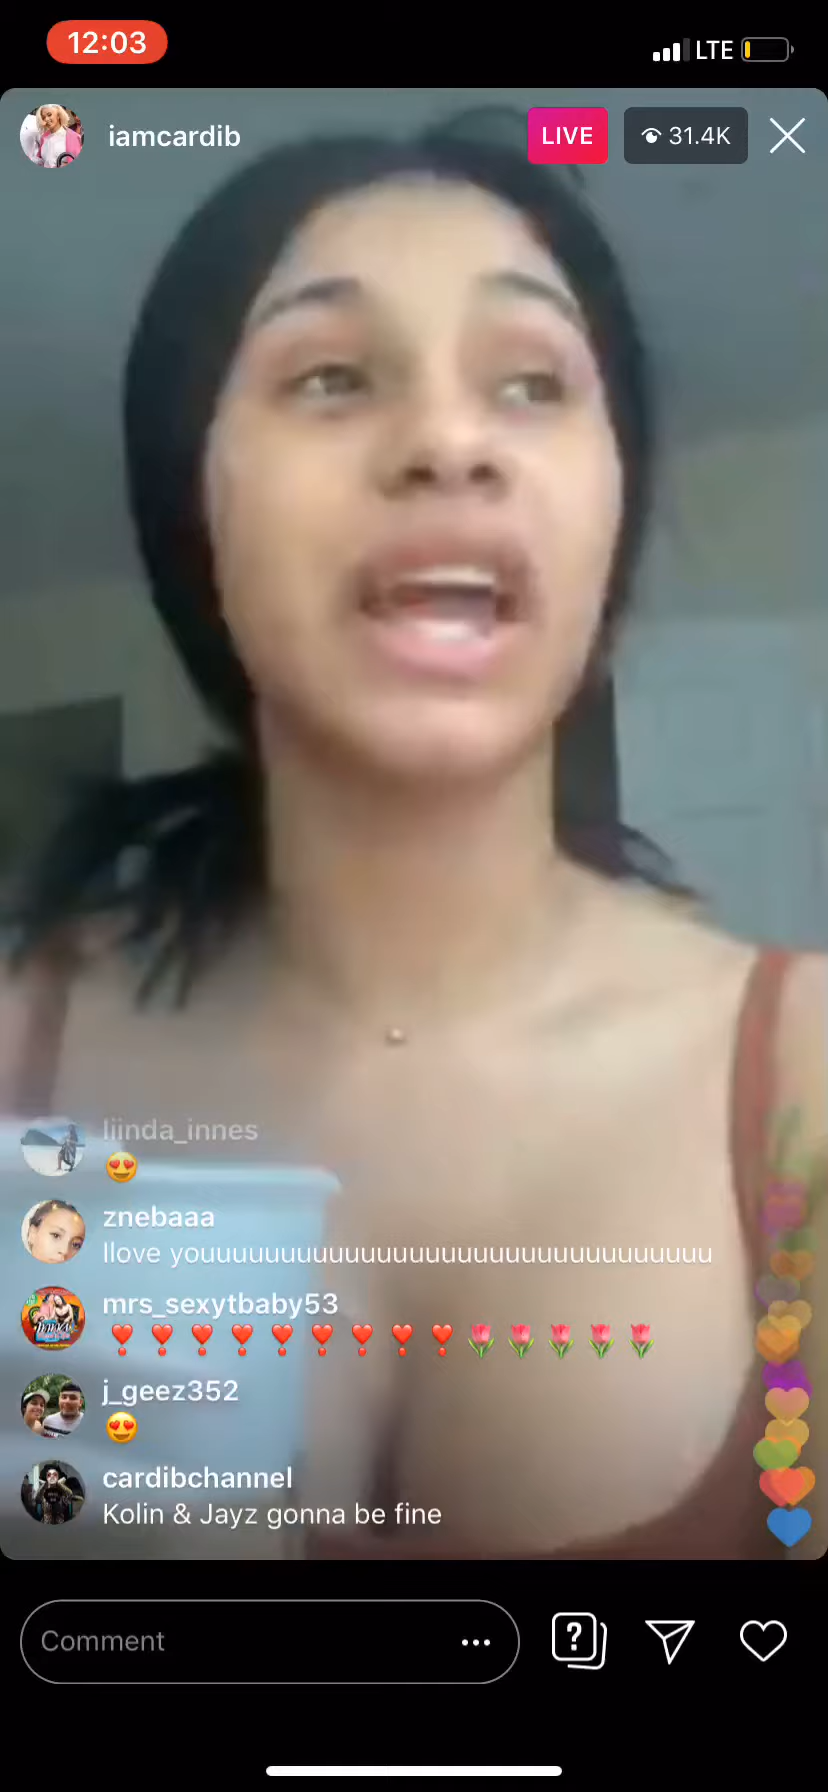 12:03
LTE
iamcardib
LIVE
31.4K
liinda_innes
😍
znebaaa
Ilove youuuuuuuuuuuuuuuuuuuuuuuuuuuuuuuu
mrs_sexytbaby53
❣❣❣❣❣❣❣❣❣🌷🌷🌷🌷🌷
j_geez352
😍
cardibchannel
Kolin & Jayz gonna be fine
Comment
...
?